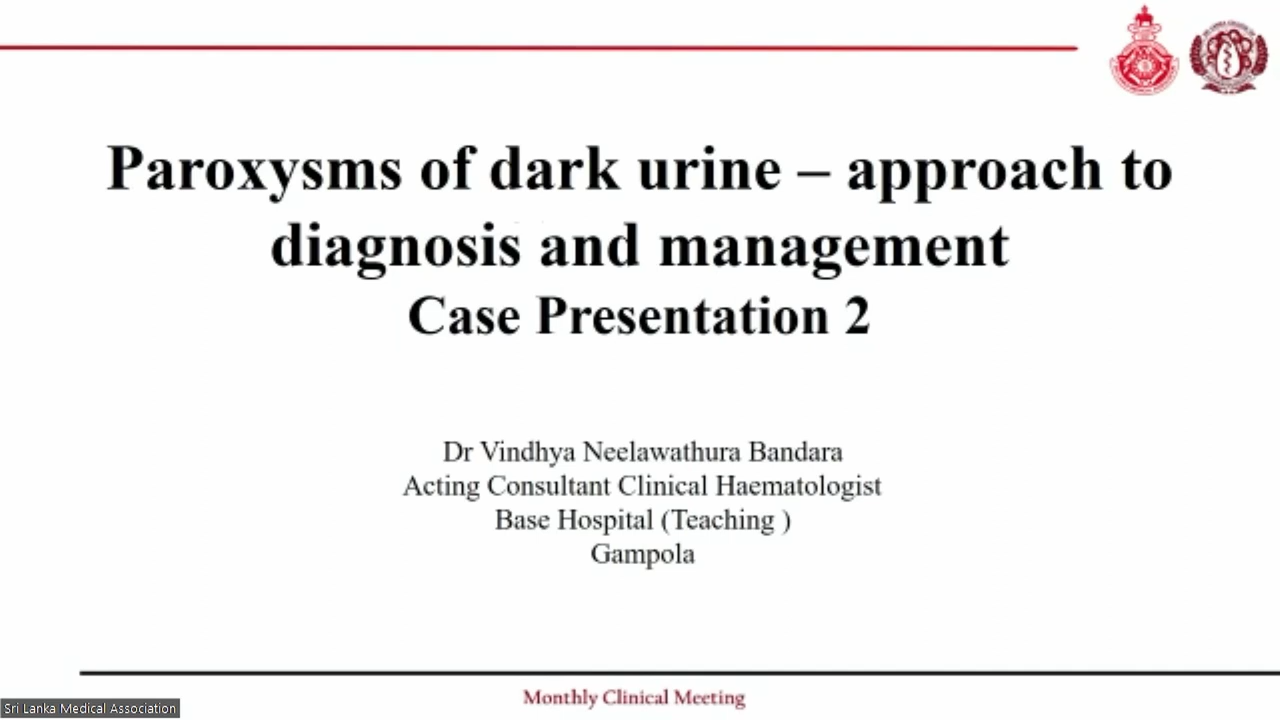 Paroxysms of dark urine – approach to
diagnosis and management
Case Presentation 2
Dr Vindhya Neelawathura Bandara
Acting Consultant Clinical Haematologist
Base Hospital (Teaching )
Gampola
Monthly Clinical Meeting
Sri Lanka Medical Association